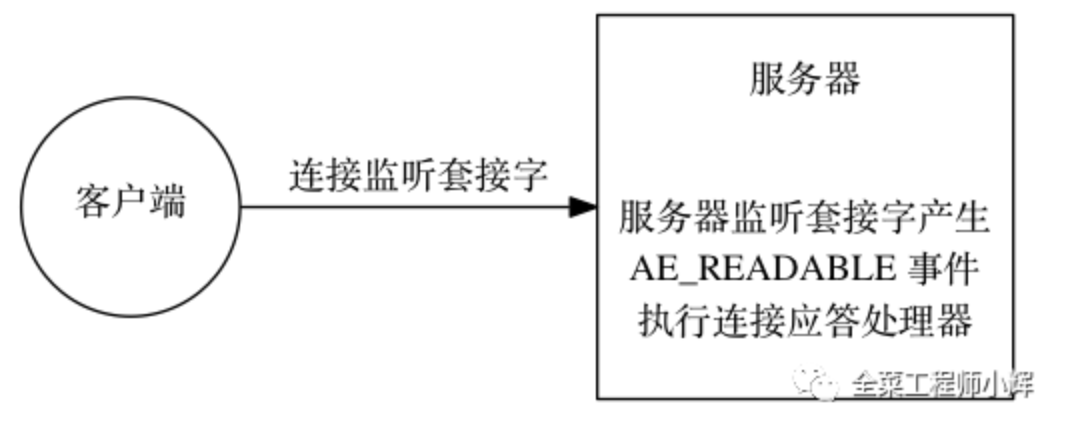 服务器
连接监听套接字
客户端
服务器监听套接字产生
AE_READABLE 事件
执行连接应答处理器
全菜工程师小辉